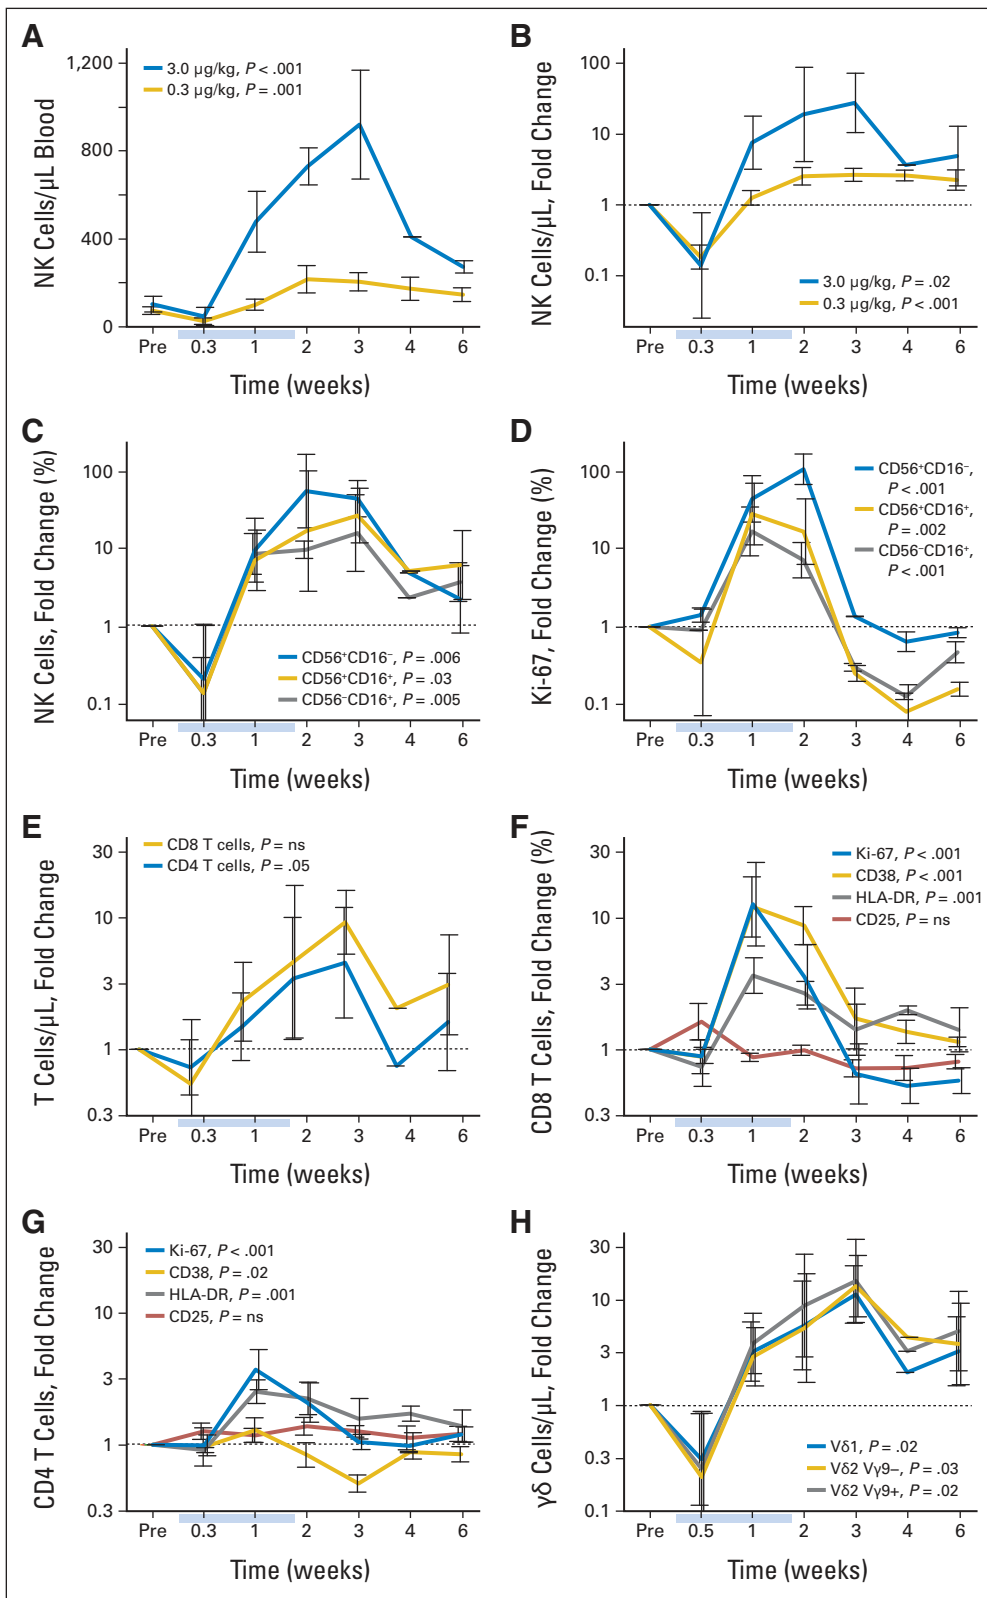 A
NK Cells/μL Blood
1,200
800
400
0
3.0 μg/kg, P < .001
0.3 μg/kg, P = .001
Pre 0.3 1 2 3 4 6
Time (weeks)
B
NK Cells/μL, Fold Change
100
10
1
0.1
3.0 μg/kg, P = .02
0.3 μg/kg, P < .001
Pre 0.3 1 2 3 4 6
Time (weeks)
C
NK Cells, Fold Change (%)
100
10
1
0.1
CD56⁺CD16⁻, P = .006
CD56⁺CD16⁺, P = .03
CD56⁻CD16⁺, P = .005
Pre 0.3 1 2 3 4 6
Time (weeks)
D
Ki-67, Fold Change (%)
100
10
1
0.1
CD56⁺CD16⁻,
P < .001
CD56⁺CD16⁺,
P = .002
CD56⁻CD16⁺,
P < .001
Pre 0.3 1 2 3 4 6
Time (weeks)
E
T Cells/μL, Fold Change
30
10
3
1
0.3
CD8 T cells, P = ns
CD4 T cells, P = .05
Pre 0.3 1 2 3 4 6
Time (weeks)
F
CD8 T Cells, Fold Change (%)
30
10
3
1
0.3
Ki-67, P < .001
CD38, P < .001
HLA-DR, P = .001
CD25, P = ns
Pre 0.3 1 2 3 4 6
Time (weeks)
G
CD4 T Cells, Fold Change
30
10
3
1
0.3
Ki-67, P < .001
CD38, P = .02
HLA-DR, P = .001
CD25, P = ns
Pre 0.3 1 2 3 4 6
Time (weeks)
H
γδ Cells/μL, Fold Change
30
10
3
1
0.3
0.1
Vδ1, P = .02
Vδ2 Vγ9–, P = .03
Vδ2 Vγ9+, P = .02
Pre 0.5 1 2 3 4 6
Time (weeks)